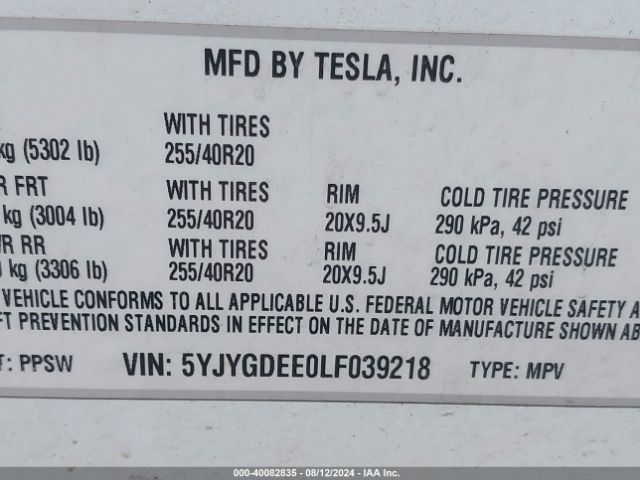 MFD BY TESLA, INC.
WITH TIRES
kg (5302 lb) 255/40R20
R FRT WITH TIRES RIM COLD TIRE PRESSURE
kg (3004 lb) 255/40R20 20X9.5J 290 kPa, 42 psi
R RR WITH TIRES RIM COLD TIRE PRESSURE
kg (3306 lb) 255/40R20 20X9.5J 290 kPa, 42 psi
VEHICLE CONFORMS TO ALL APPLICABLE U.S. FEDERAL MOTOR VEHICLE SAFETY A
FT PREVENTION STANDARDS IN EFFECT ON THE DATE OF MANUFACTURE SHOWN AB
T: PPSW VIN: 5YJYGDEE0LF039218 TYPE: MPV
000-40082835 - 08/12/2024 - IAA Inc.